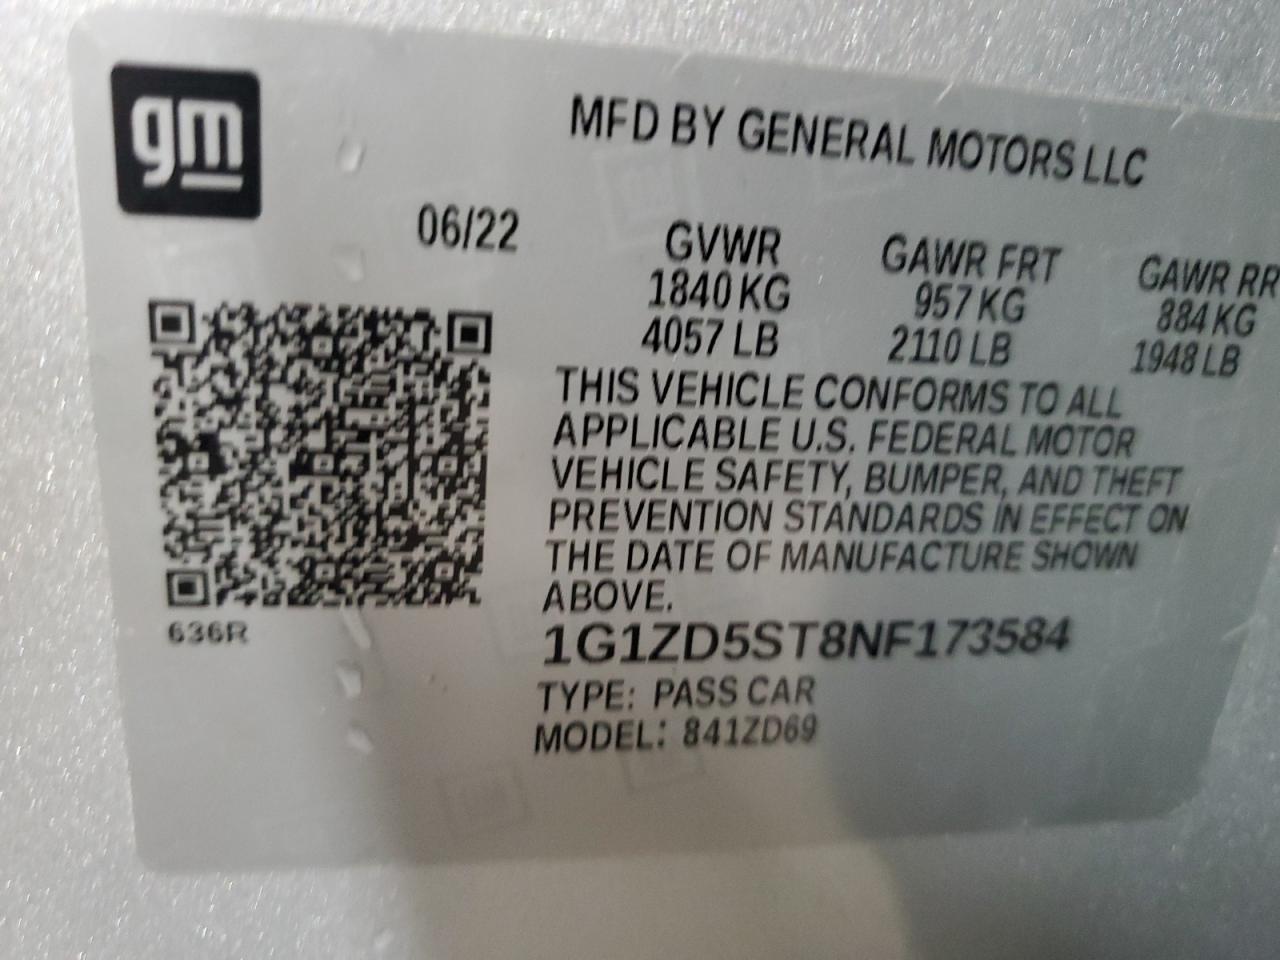 gm
MFD BY GENERAL MOTORS LLC
06/22
GVWR GAWR FRT GAWR RR
1840 KG 957 KG 884 KG
4057 LB 2110 LB 1948 LB
THIS VEHICLE CONFORMS TO ALL
APPLICABLE U.S. FEDERAL MOTOR
VEHICLE SAFETY, BUMPER, AND THEFT
PREVENTION STANDARDS IN EFFECT ON
THE DATE OF MANUFACTURE SHOWN
ABOVE.
636R
1G1ZD5ST8NF173584
TYPE: PASS CAR
MODEL: 841ZD69